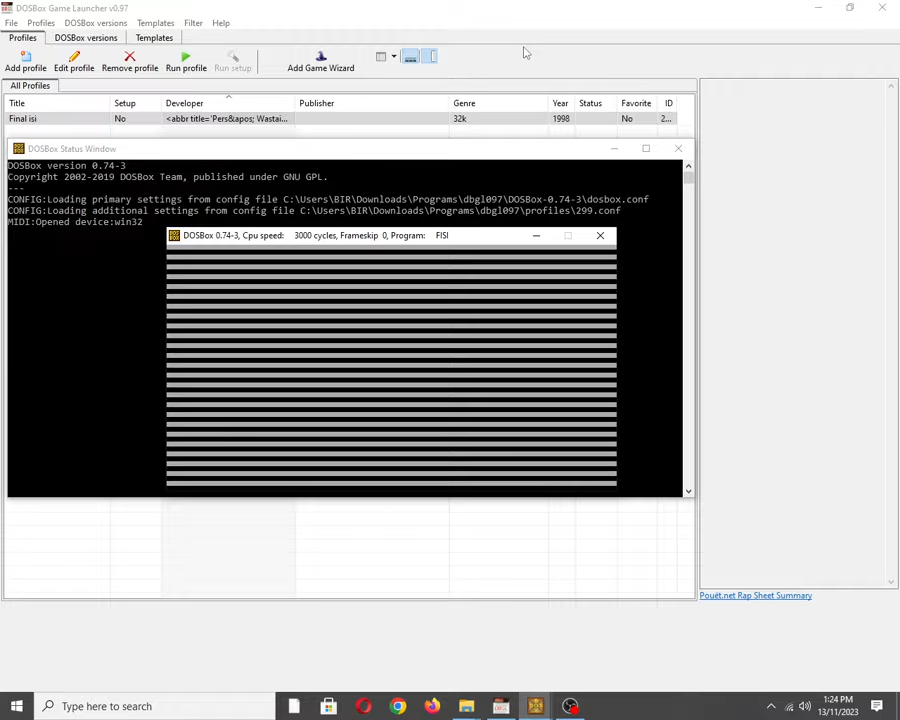 DOSBox Game Launcher v0.97
File Profiles DOSBox versions Templates Filter Help
Profiles DOSBox versions Templates
Add profile Edit profile Remove profile Run profile Run setup Add Game Wizard
All Profiles
Title Setup Developer Publisher Genre Year Status Favorite ID
Final isi No <abbr title='Pers&apos; Wastai... 32k 1998 No 2...
DOSBox Status Window
DOSBox version 0.74-3
Copyright 2002-2019 DOSBox Team, published under GNU GPL.
---
CONFIG:Loading primary settings from config file C:\Users\BIR\Downloads\Programs\dbgl097\DOSBox-0.74-3\dosbox.conf
CONFIG:Loading additional settings from config file C:\Users\BIR\Downloads\Programs\dbgl097\profiles\299.conf
MIDI:Opened device:win32
DOSBox 0.74-3, Cpu speed: 3000 cycles, Frameskip 0, Program: FISI
Pouët.net Rap Sheet Summary
Type here to search
1:24 PM
13/11/2023